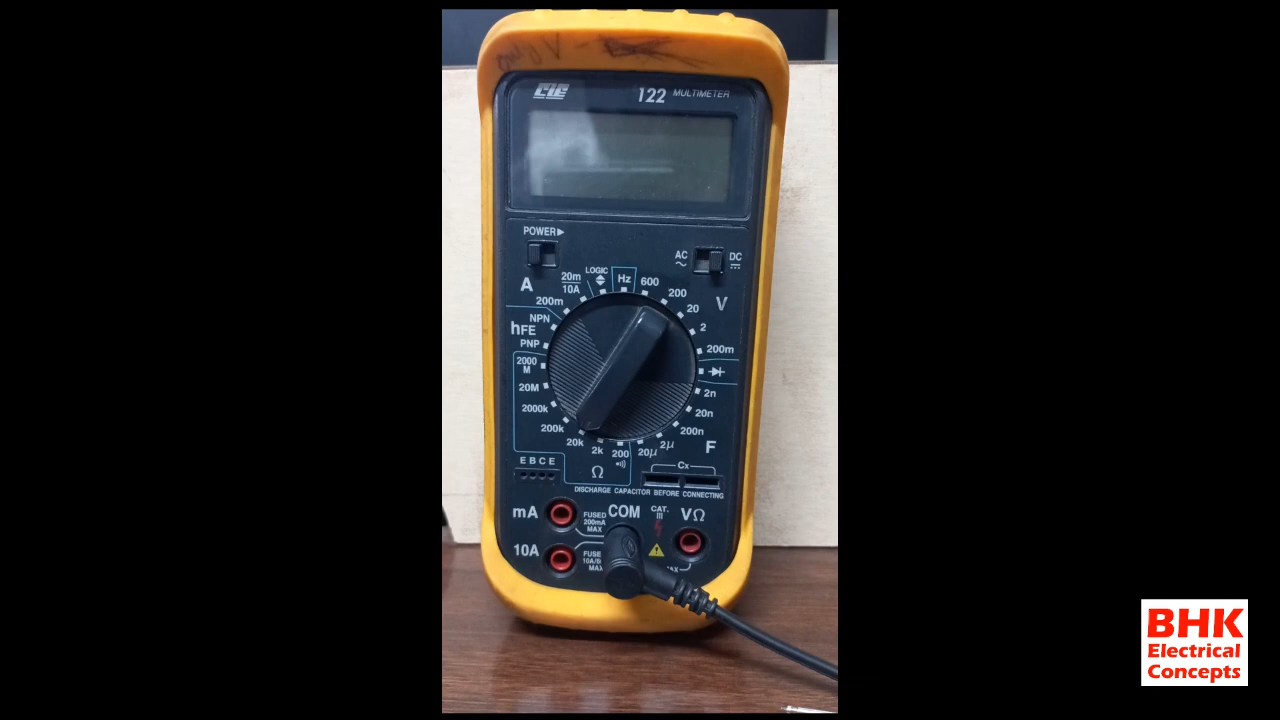 CIE
122 MULTIMETER
POWER
AC
DC
A
20m
10A
LOGIC
Hz
600
200
20
2
200m
V
200m
NPN
hFE
PNP
2000
M
20M
2000k
200k
20k
2k
200
Ω
2n
20n
200n
2μ
20μ
F
E B C E
Cx
DISCHARGE CAPACITOR BEFORE CONNECTING
mA
FUSED
200mA
MAX
COM
CAT.
III
VΩ
10A
MAX
BHK
Electrical
Concepts